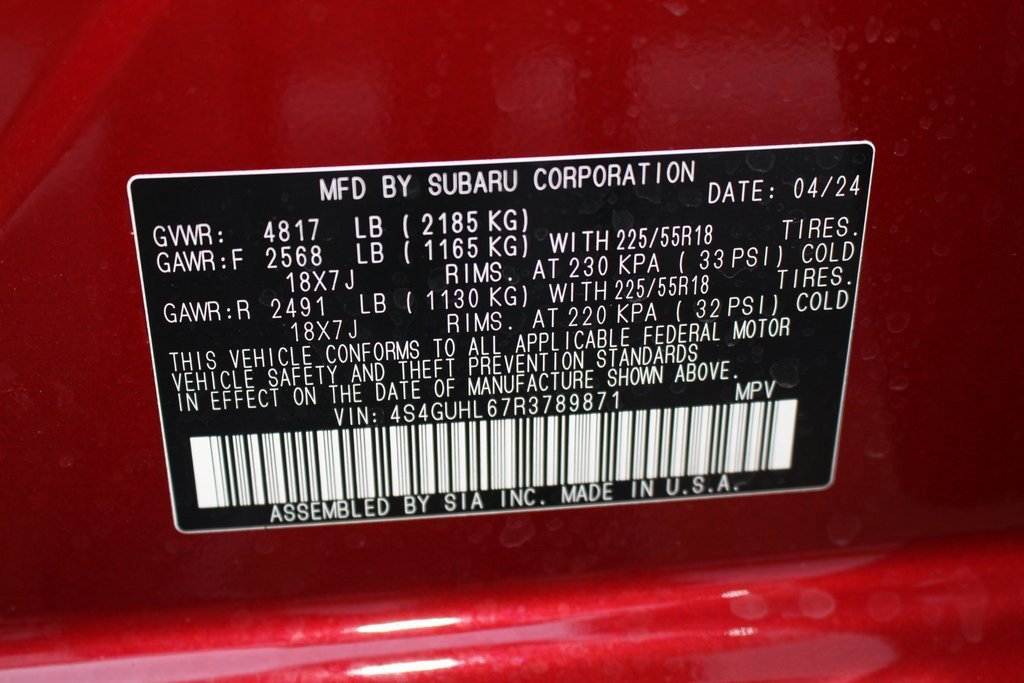 MFD BY SUBARU CORPORATION DATE: 04/24
GVWR: 4817 LB ( 2185 KG)
GAWR:F 2568 LB ( 1165 KG) WITH 225/55R18 TIRES.
18X7J RIMS. AT 230 KPA ( 33 PSI) COLD
GAWR:R 2491 LB ( 1130 KG) WITH 225/55R18 TIRES.
18X7J RIMS. AT 220 KPA ( 32 PSI) COLD
THIS VEHICLE CONFORMS TO ALL APPLICABLE FEDERAL MOTOR
VEHICLE SAFETY AND THEFT PREVENTION STANDARDS
IN EFFECT ON THE DATE OF MANUFACTURE SHOWN ABOVE.
VIN: 4S4GUHL67R3789871 MPV
ASSEMBLED BY SIA INC. MADE IN U.S.A.